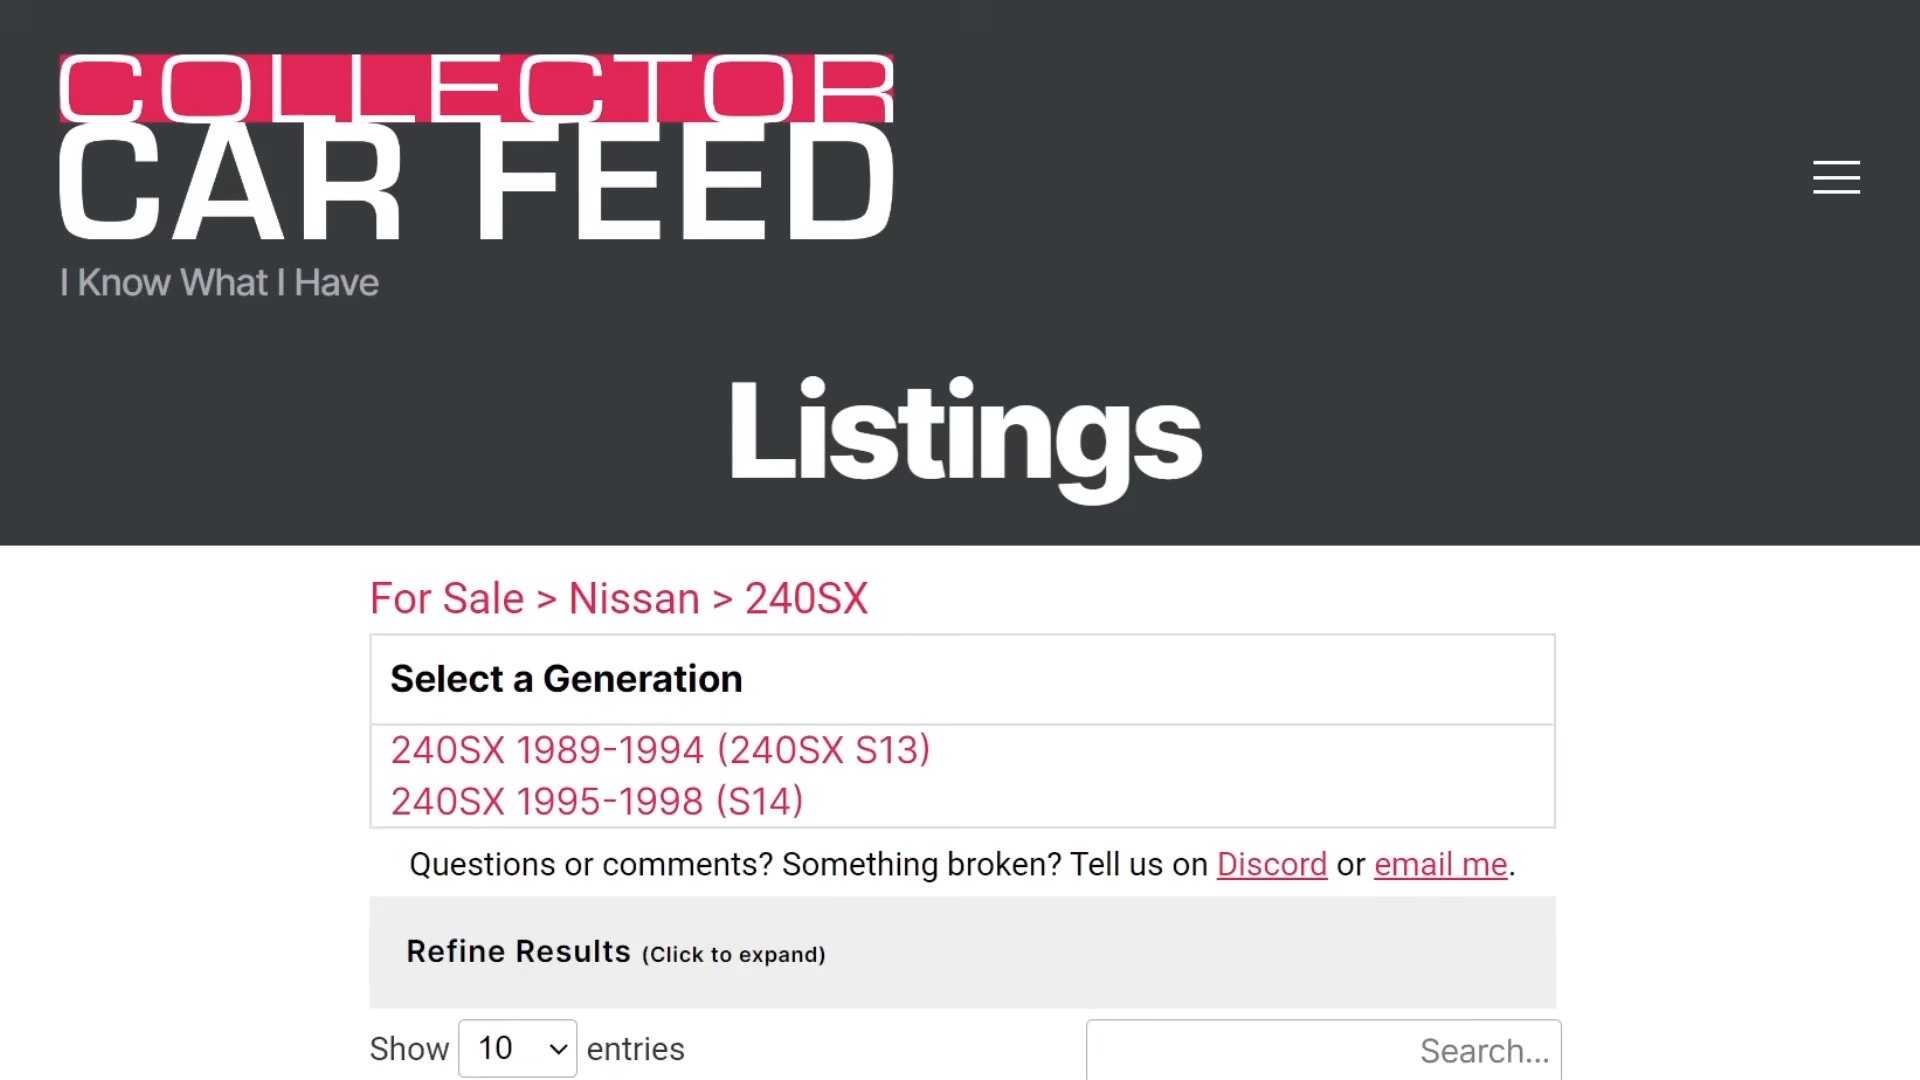 COLLECTOR
CAR FEED
I Know What I Have
Listings
For Sale > Nissan > 240SX
Select a Generation
240SX 1989-1994 (240SX S13)
240SX 1995-1998 (S14)
Questions or comments? Something broken? Tell us on Discord or email me.
Refine Results (Click to expand)
Show 10 entries
Search...